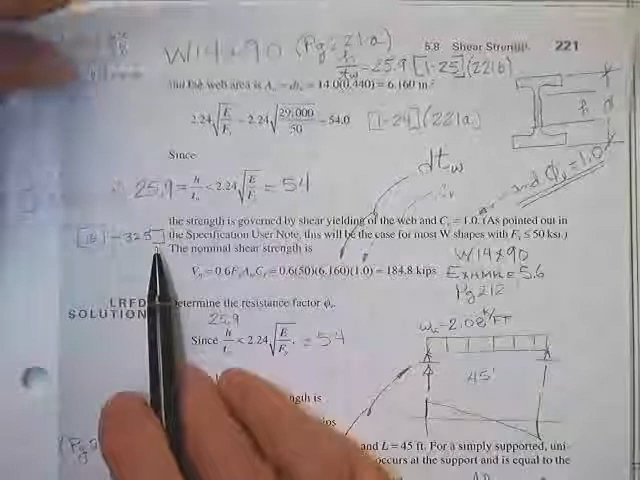 W14×90 (Pg=21a)
5.8 Shear Strength 221
h/tw = 25.9 [1-25] (221b)
and the web area is Aw = dtw = 14.0(0.440) = 6.160 in²
2.24√E/Fy = 2.24√29,000/50 = 54.0 [1-24] (221a)
h d
Since
25.9 = h/tw < 2.24√E/Fy = 54
dtw
and ϕv = 1.0
the strength is governed by shear yielding of the web and Cv = 1.0. (As pointed out in
the Specification User Note, this will be the case for most W shapes with Fy ≤ 50 ksi.)
The nominal shear strength is
W14×90
Vn = 0.6FyAwCv = 0.6(50)(6.160)(1.0) = 184.8 kips
Example = 5.6
Pg 212
LRFD
SOLUTION
Determine the resistance factor ϕv.
25.9
Since h/tw < 2.24√E/Fy = 54
wu = 2.08 k/FT
45'
and L = 45 ft. For a simply supported, uni-
occurs at the support and is equal to the